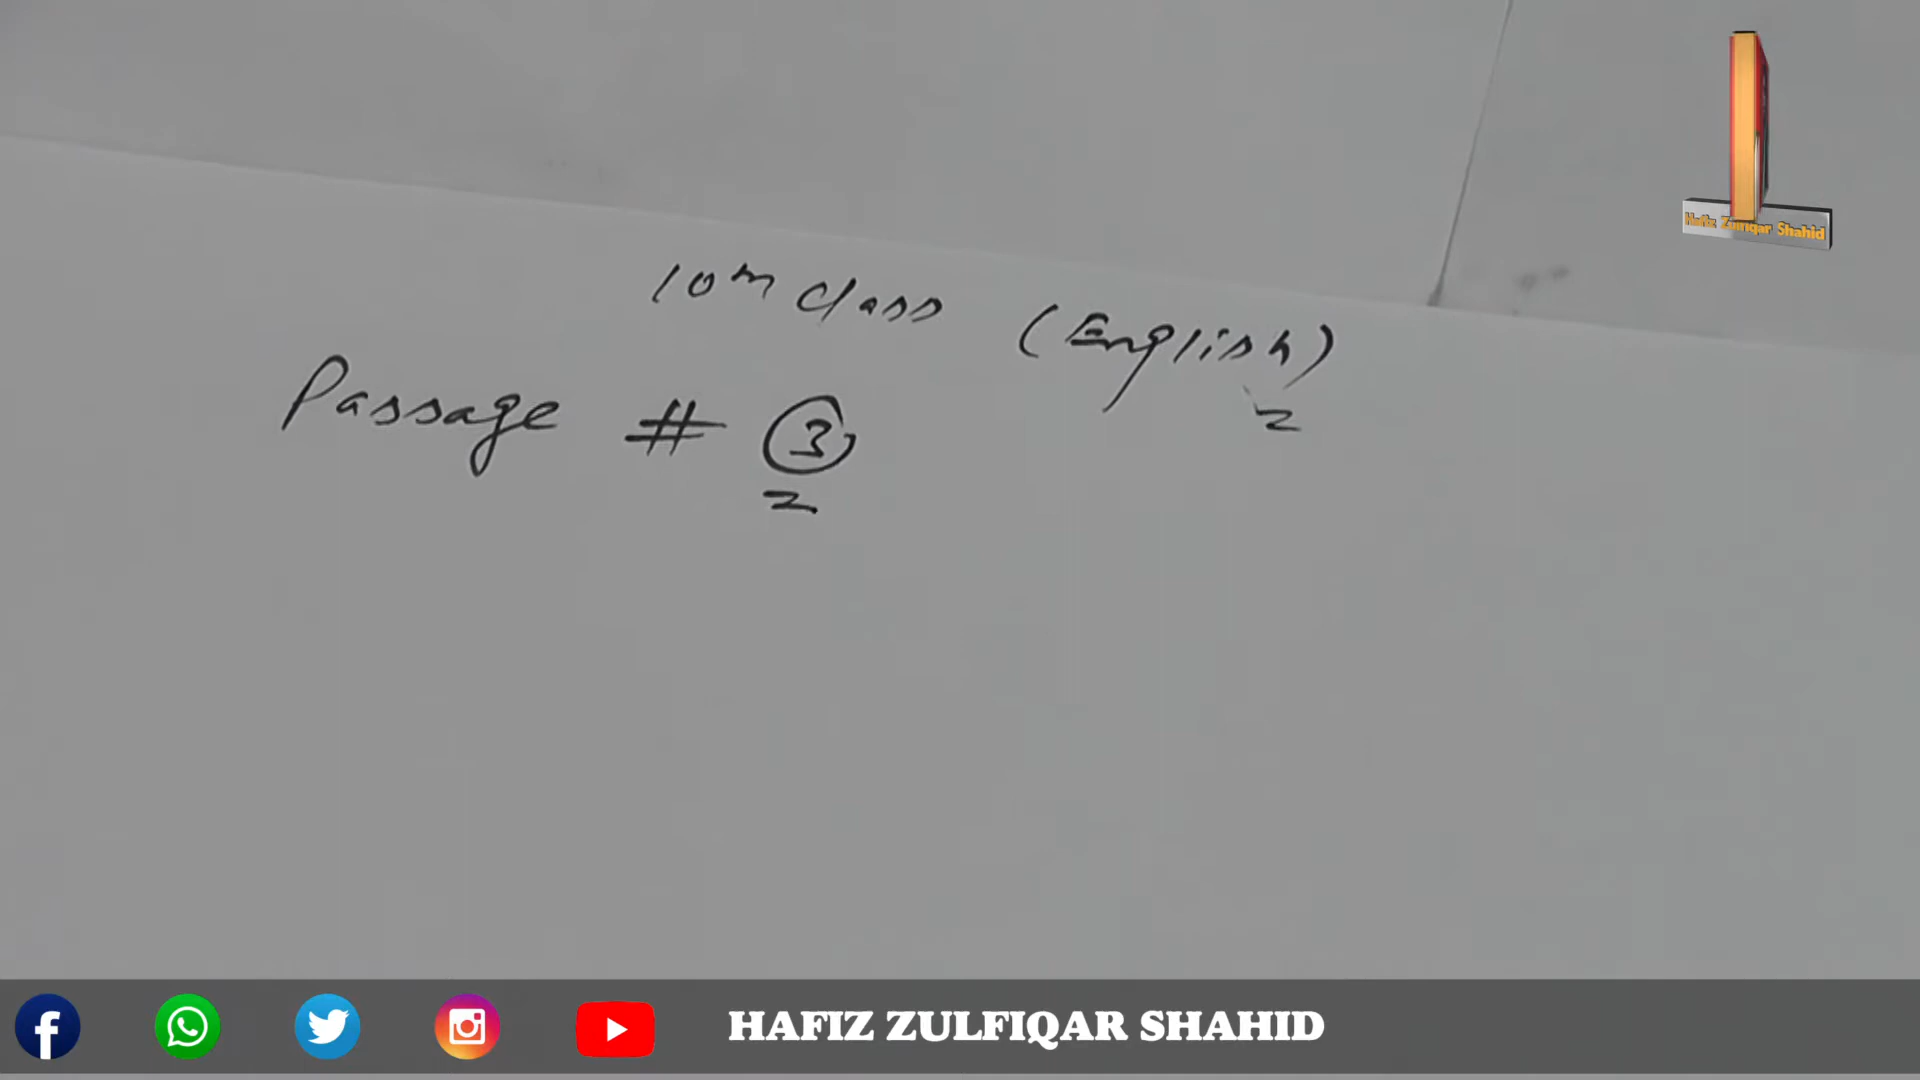 Hafiz Zulfiqar Shahid
10th Class (English)
Passage # 3
HAFIZ ZULFIQAR SHAHID